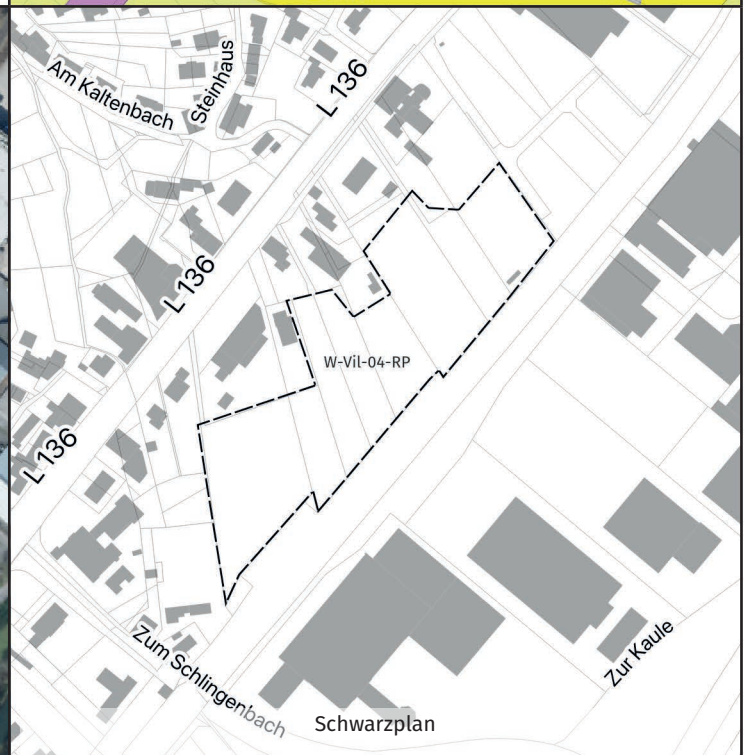 Am Kaltenbach
Steinhaus
L 136
L 136
W-Vil-04-RP
L 136
Zum Schlingenbach
Zur Kaule
Schwarzplan